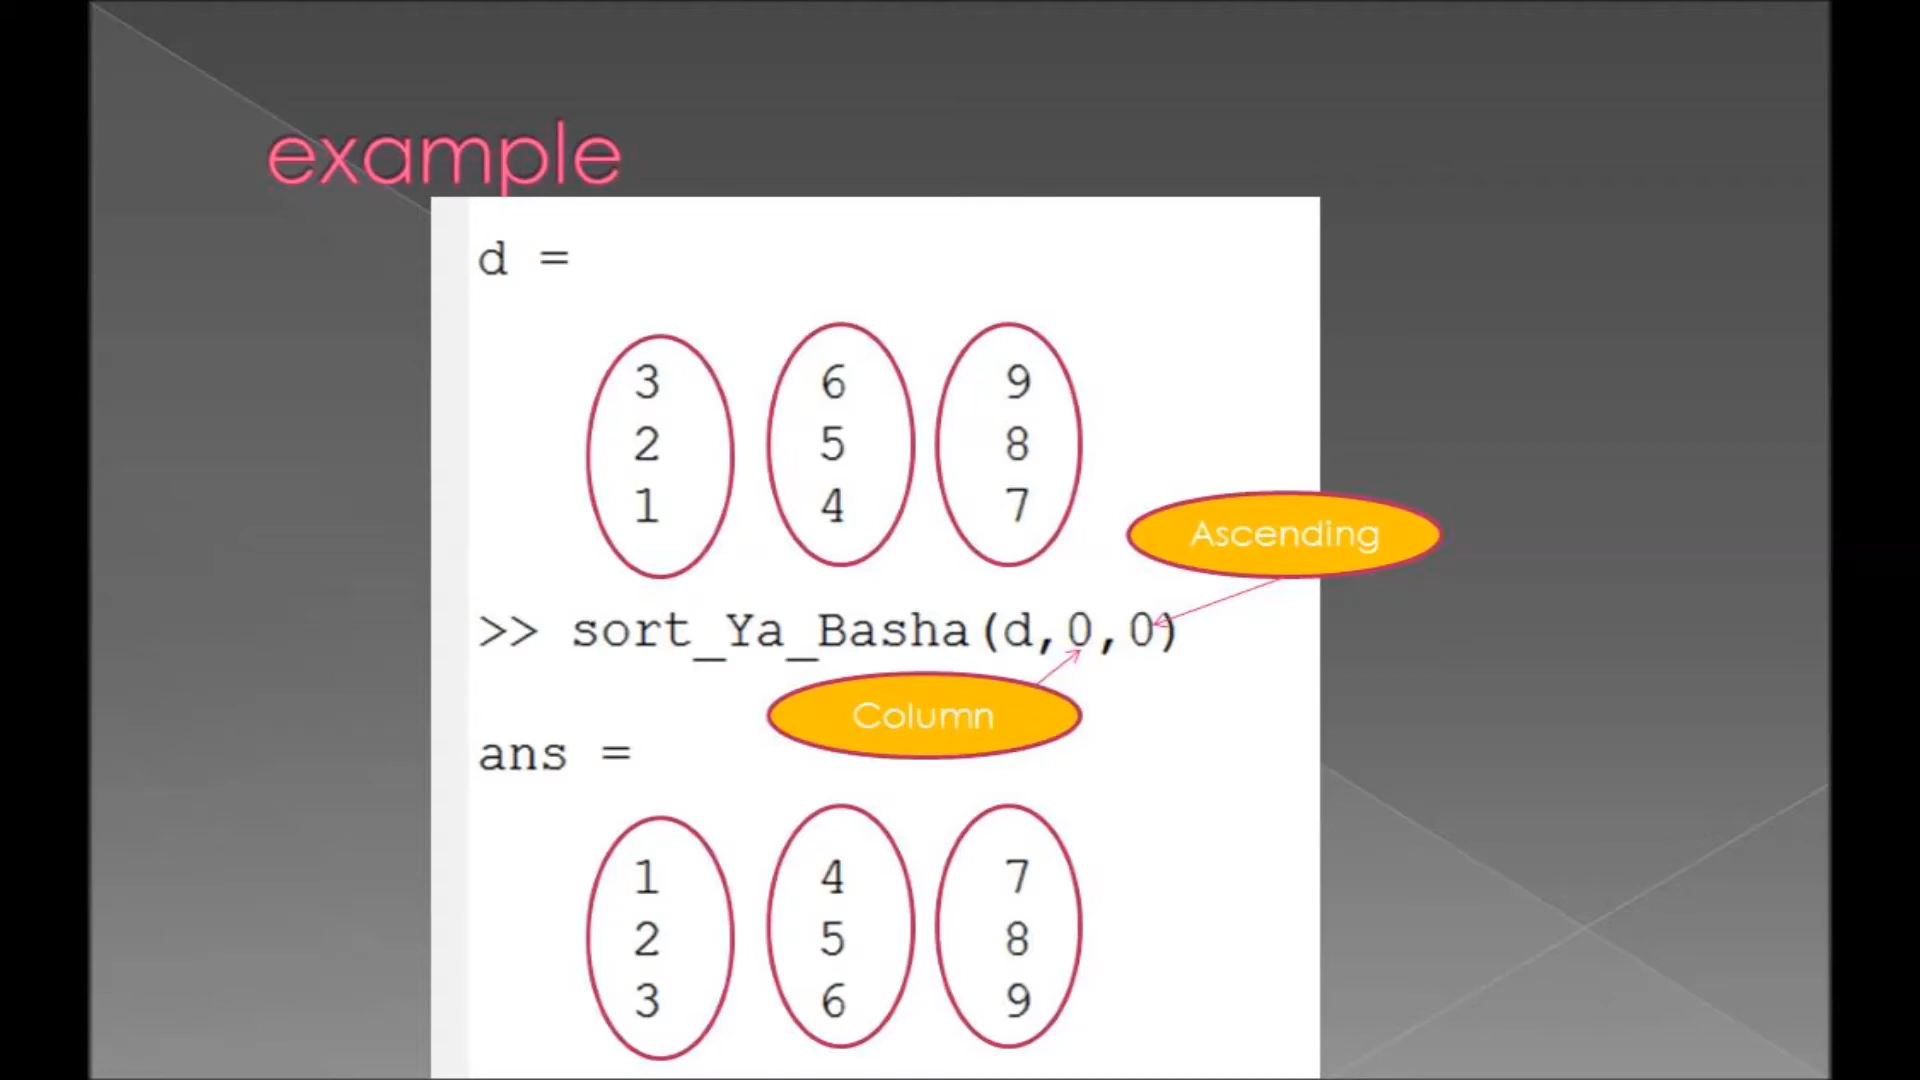 example
d =
3 6 9
2 5 8
1 4 7
Ascending
>> sort_Ya_Basha(d,0,0)
Column
ans =
1 4 7
2 5 8
3 6 9